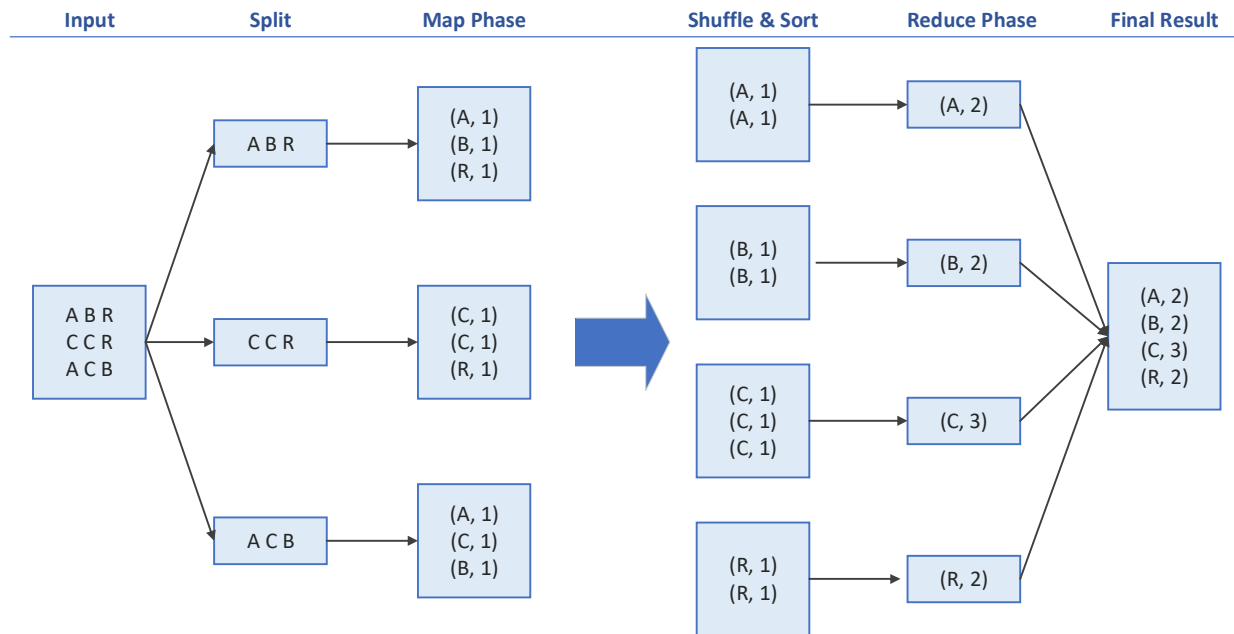 Input
Split
Map Phase
Shuffle & Sort
Reduce Phase
Final Result
A B R
C C R
A C B
A B R
C C R
A C B
(A, 1)
(B, 1)
(R, 1)
(C, 1)
(C, 1)
(R, 1)
(A, 1)
(C, 1)
(B, 1)
(A, 1)
(A, 1)
(B, 1)
(B, 1)
(C, 1)
(C, 1)
(C, 1)
(R, 1)
(R, 1)
(A, 2)
(B, 2)
(C, 3)
(R, 2)
(A, 2)
(B, 2)
(C, 3)
(R, 2)